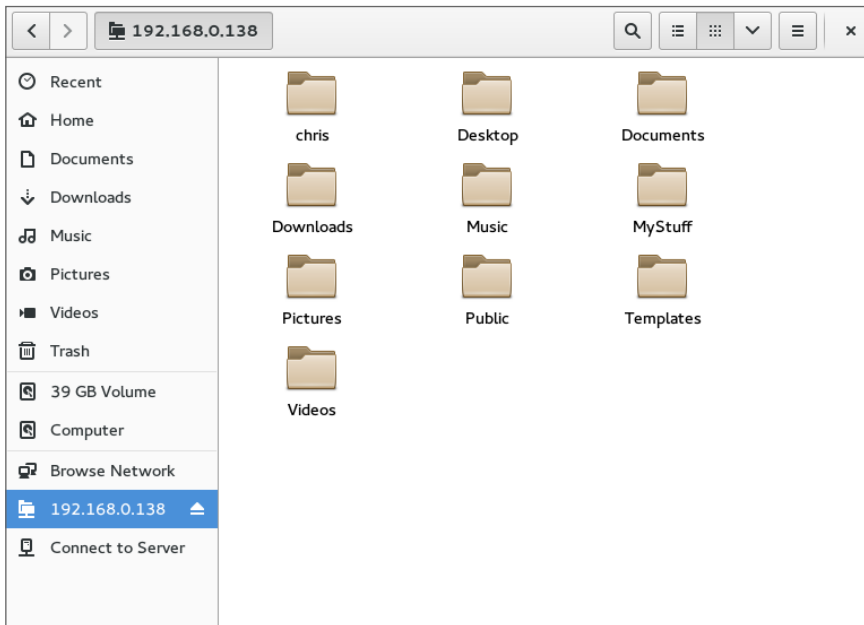 192.168.0.138
Recent
Home
Documents
Downloads
Music
Pictures
Videos
Trash
39 GB Volume
Computer
Browse Network
192.168.0.138
Connect to Server
chris
Desktop
Documents
Downloads
Music
MyStuff
Pictures
Public
Templates
Videos